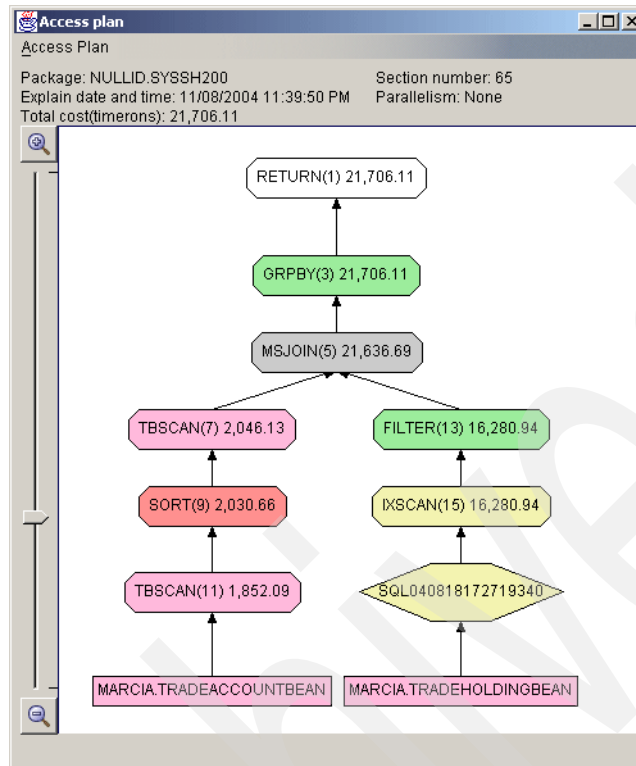 Access plan
Access Plan
Package: NULLID.SYSSH200
Section number: 65
Explain date and time: 11/08/2004 11:39:50 PM
Parallelism: None
Total cost(timerons): 21,706.11
RETURN(1) 21,706.11
GRPBY(3) 21,706.11
MSJOIN(5) 21,636.69
TBSCAN(7) 2,046.13
FILTER(13) 16,280.94
SORT(9) 2,030.66
IXSCAN(15) 16,280.94
TBSCAN(11) 1,852.09
SQL040818172719340
MARCIA.TRADEACCOUNTBEAN
MARCIA.TRADEHOLDINGBEAN